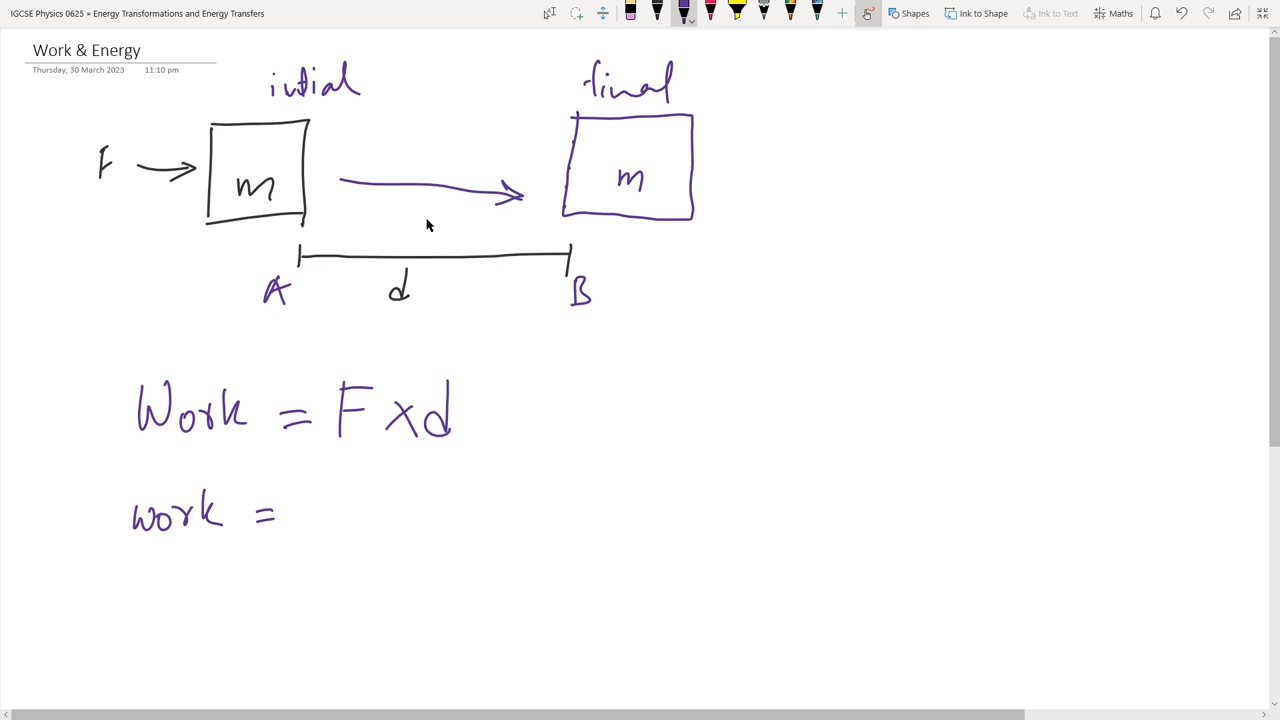 IGCSE Physics 0625 » Energy Transformations and Energy Transfers
Shapes Ink to Shape Ink to Text Maths
Work & Energy
Thursday, 30 March 2023 11:10 pm
intial final
F m m
A d B
Work = F x d
work =